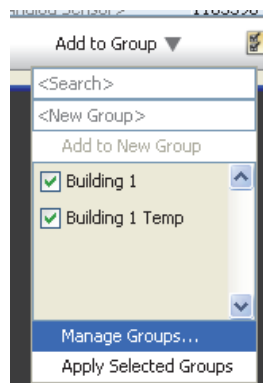 Add to Group
<Search>
<New Group>
Add to New Group
Building 1
Building 1 Temp
Manage Groups...
Apply Selected Groups